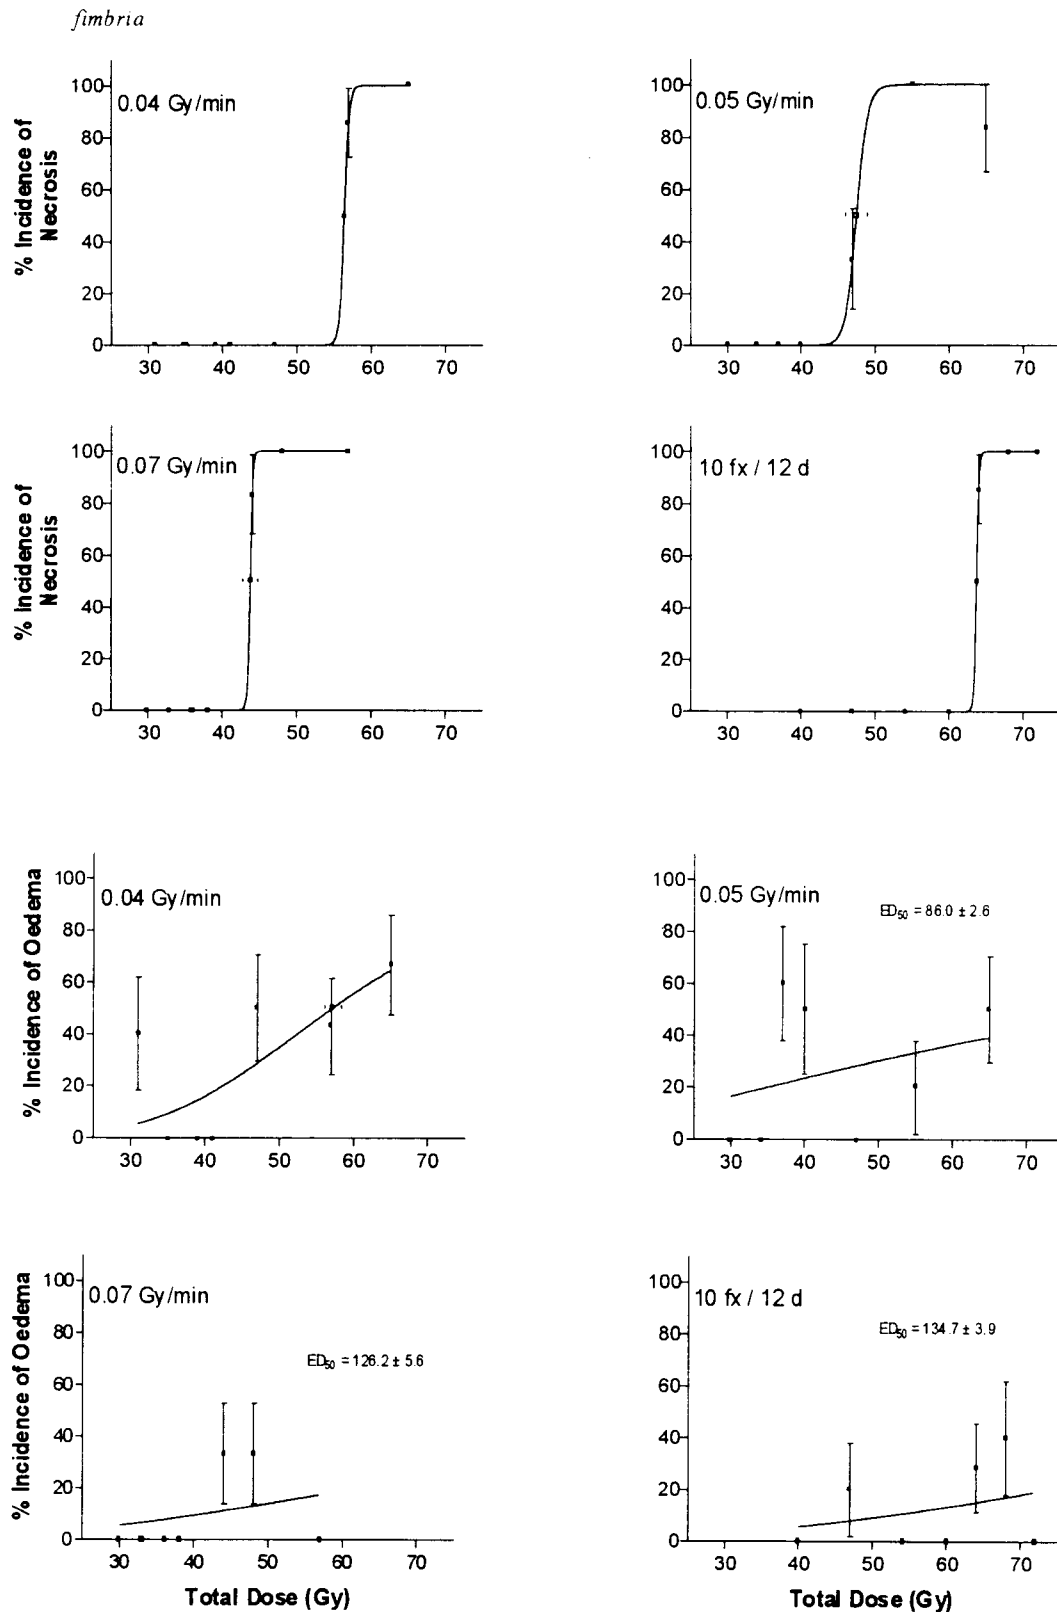 fimbria
% Incidence of
Necrosis
0.04 Gy/min
100
80
60
40
20
0
30 40 50 60 70
0.05 Gy/min
100
80
60
40
20
0
30 40 50 60 70
% Incidence of
Necrosis
0.07 Gy/min
100
80
60
40
20
0
30 40 50 60 70
10 fx / 12 d
100
80
60
40
20
0
30 40 50 60 70
% Incidence of Oedema
0.04 Gy/min
100
80
60
40
20
0
30 40 50 60 70
0.05 Gy/min
ED50 = 86.0 ± 2.6
100
80
60
40
20
0
30 40 50 60 70
% Incidence of Oedema
0.07 Gy/min
ED50 = 126.2 ± 5.6
100
80
60
40
20
0
30 40 50 60 70
Total Dose (Gy)
10 fx / 12 d
ED50 = 134.7 ± 3.9
100
80
60
40
20
0
30 40 50 60 70
Total Dose (Gy)